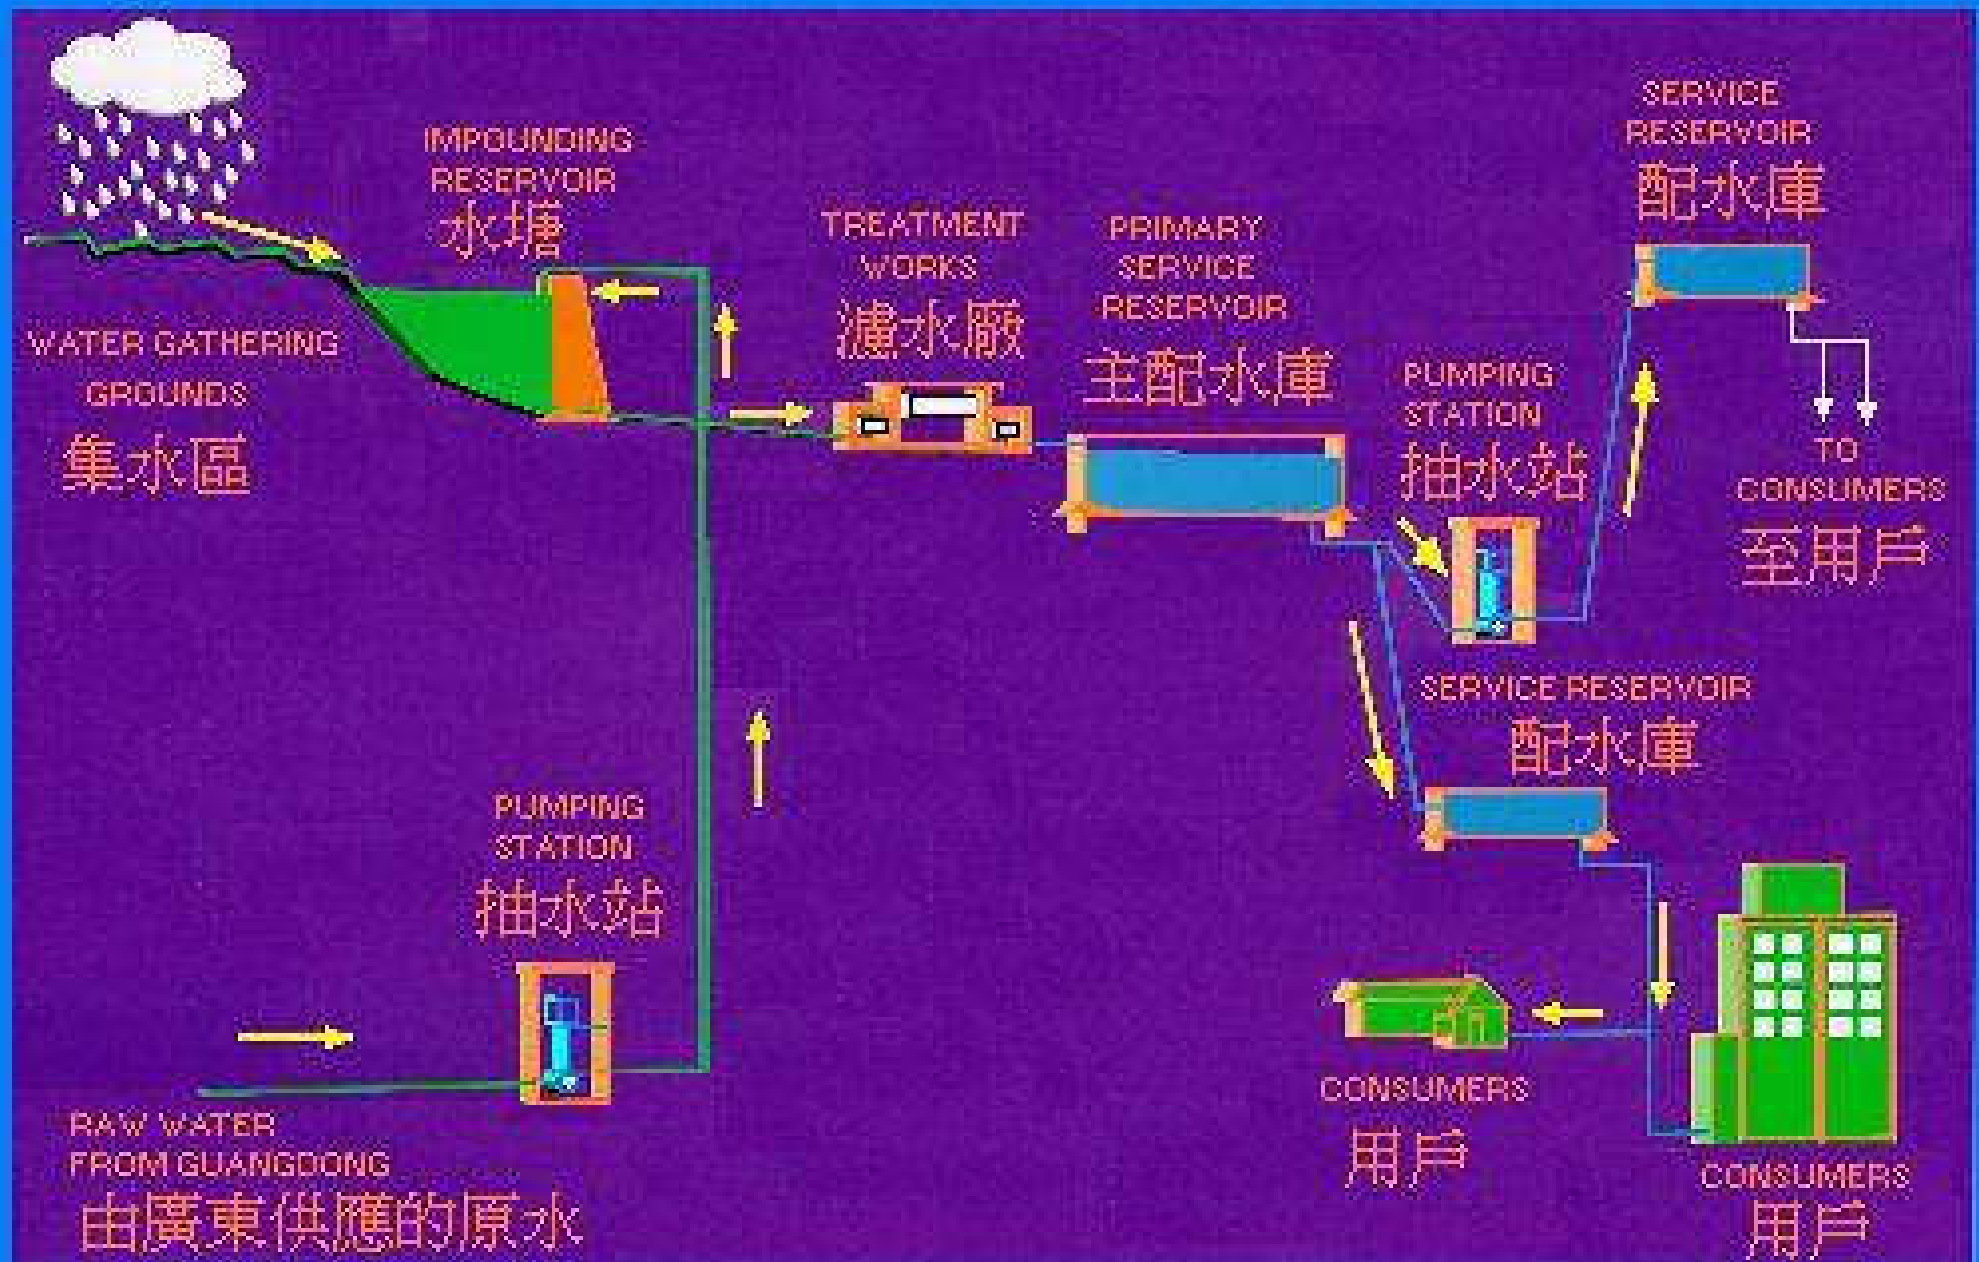 IMPOUNDING
RESERVOIR
水塘
WATER GATHERING
GROUNDS
集水區
TREATMENT
WORKS
濾水廠
PRIMARY
SERVICE
RESERVOIR
主配水庫
PUMPING
STATION
抽水站
SERVICE
RESERVOIR
配水庫
TO
CONSUMERS
至用戶
SERVICE RESERVOIR
配水庫
PUMPING
STATION
抽水站
RAW WATER
FROM GUANGDONG
由廣東供應的原水
CONSUMERS
用戶
CONSUMERS
用戶